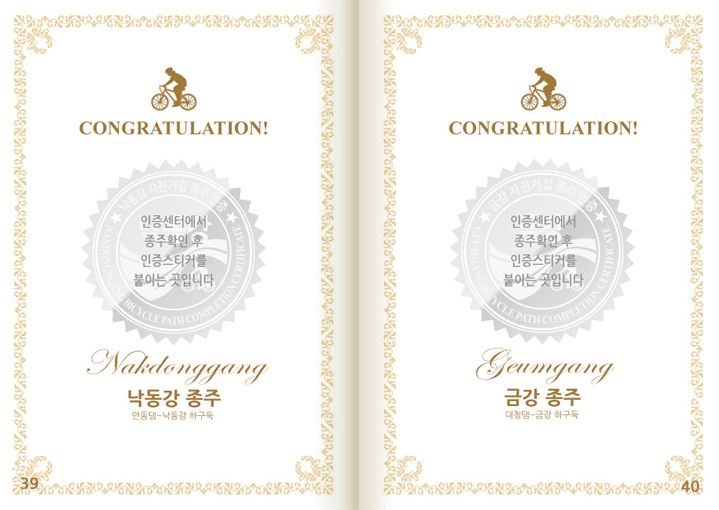 CONGRATULATION!
낙동강 자전거길 종주 인증
인증센터에서
종주확인 후
인증스티커를
붙이는 곳입니다
NAKDONGGANG BICYCLE PATH COMPLETION CERTIFICATE
Nakdonggang
낙동강 종주
안동댐~낙동강 하구둑
39
CONGRATULATION!
금강 자전거길 종주 인증
인증센터에서
종주확인 후
인증스티커를
붙이는 곳입니다
GEUMGANG BICYCLE PATH COMPLETION CERTIFICATE
Geumgang
금강 종주
대청댐~금강 하구둑
40